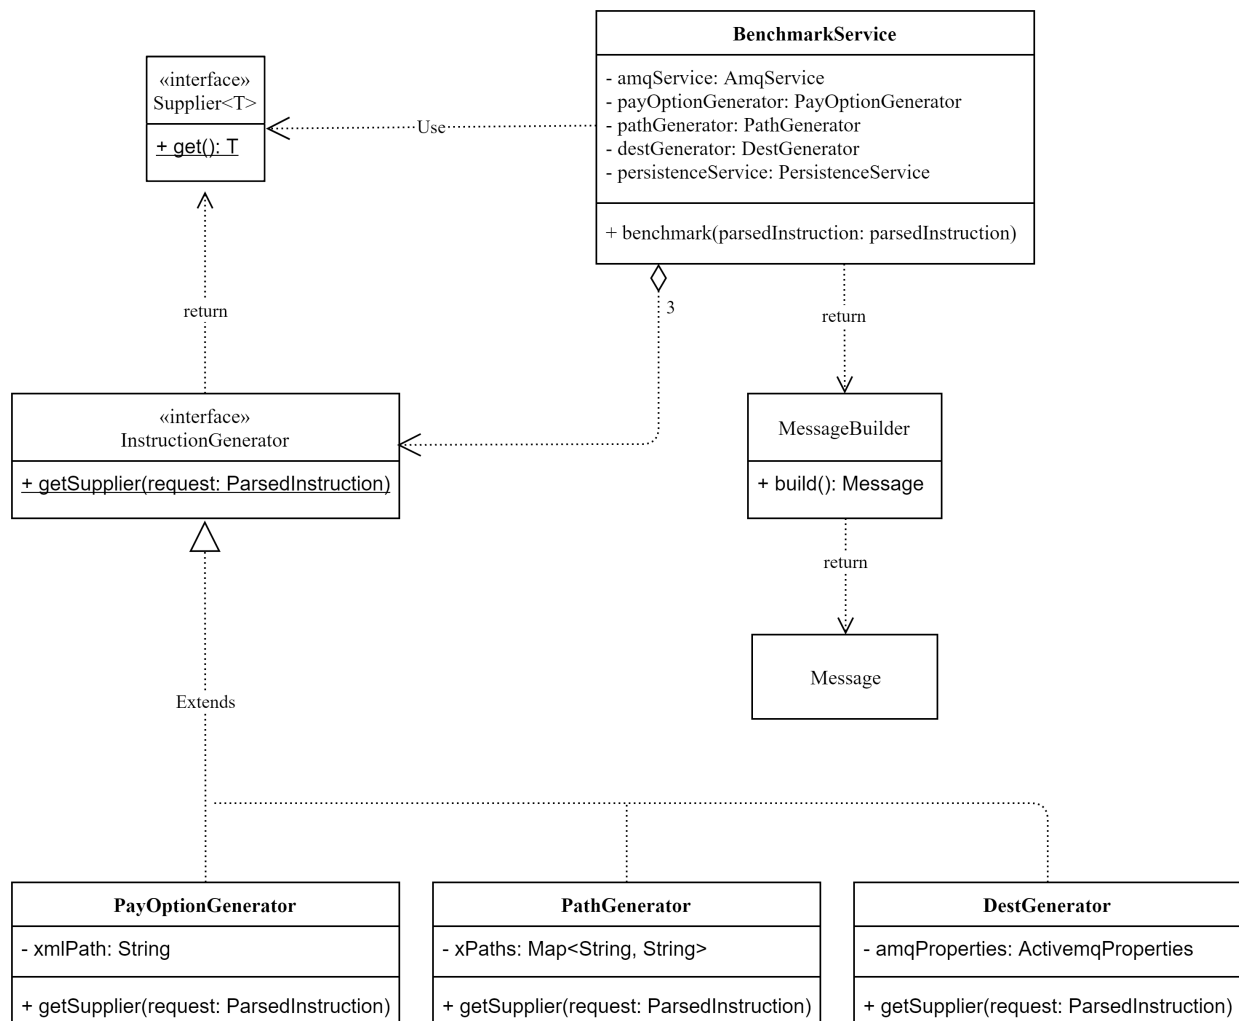 BenchmarkService
- amqService: AmqService
- payOptionGenerator: PayOptionGenerator
- pathGenerator: PathGenerator
- destGenerator: DestGenerator
- persistenceService: PersistenceService
+ benchmark(parsedInstruction: parsedInstruction)
«interface»
Supplier<T>
+ get(): T
Use
return
3
return
«interface»
InstructionGenerator
+ getSupplier(request: ParsedInstruction)
MessageBuilder
+ build(): Message
return
Message
Extends
PayOptionGenerator
- xmlPath: String
+ getSupplier(request: ParsedInstruction)
PathGenerator
- xPaths: Map<String, String>
+ getSupplier(request: ParsedInstruction)
DestGenerator
- amqProperties: ActivemqProperties
+ getSupplier(request: ParsedInstruction)